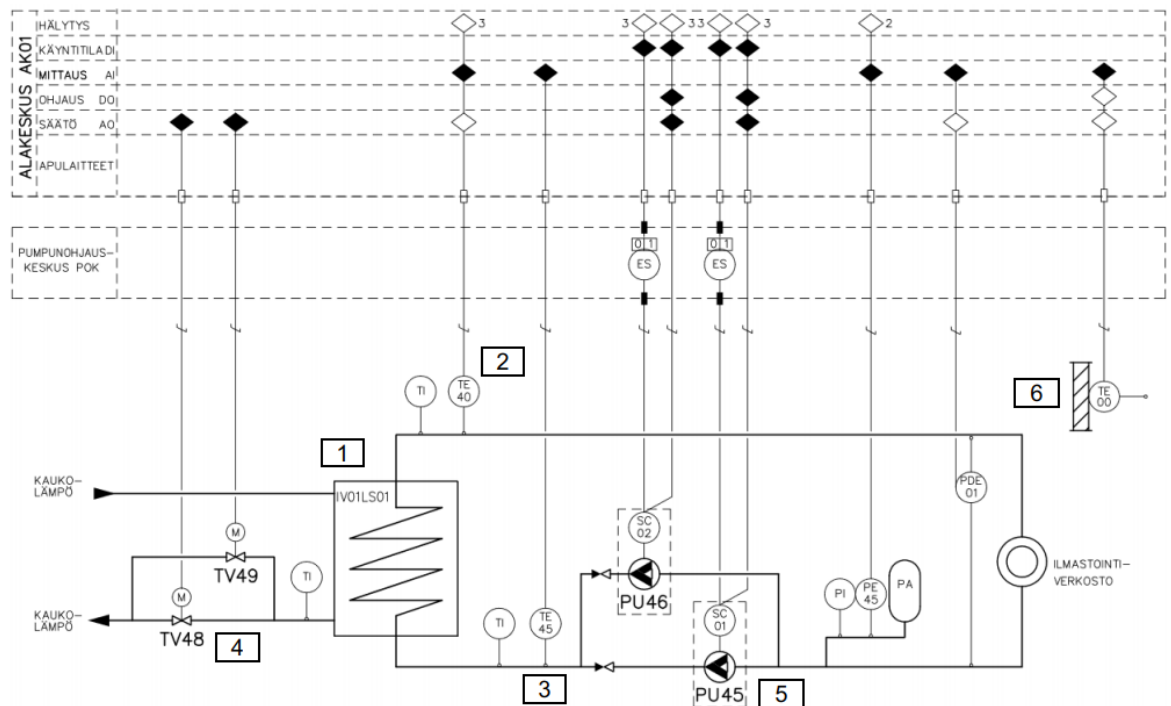 ALAKESKUS AK01
HÄLYTYS
3
3
3
3
3
2
KÄYNTITILA DI
MITTAUS AI
OHJAUS DO
SÄÄTÖ AO
APULAITTEET
PUMPUNOHJAUS-
KESKUS POK
0 1
ES
0 1
ES
2
TI
TE
40
6
TE
00
1
KAUKO-
LÄMPÖ
IV01LS01
PDE
01
M
TV49
SC
02
PU46
ILMASTOINTI-
VERKOSTO
KAUKO-
LÄMPÖ
M
TV48
TI
4
TI
TE
45
3
SC
01
PU45
5
PI
PE
45
PA